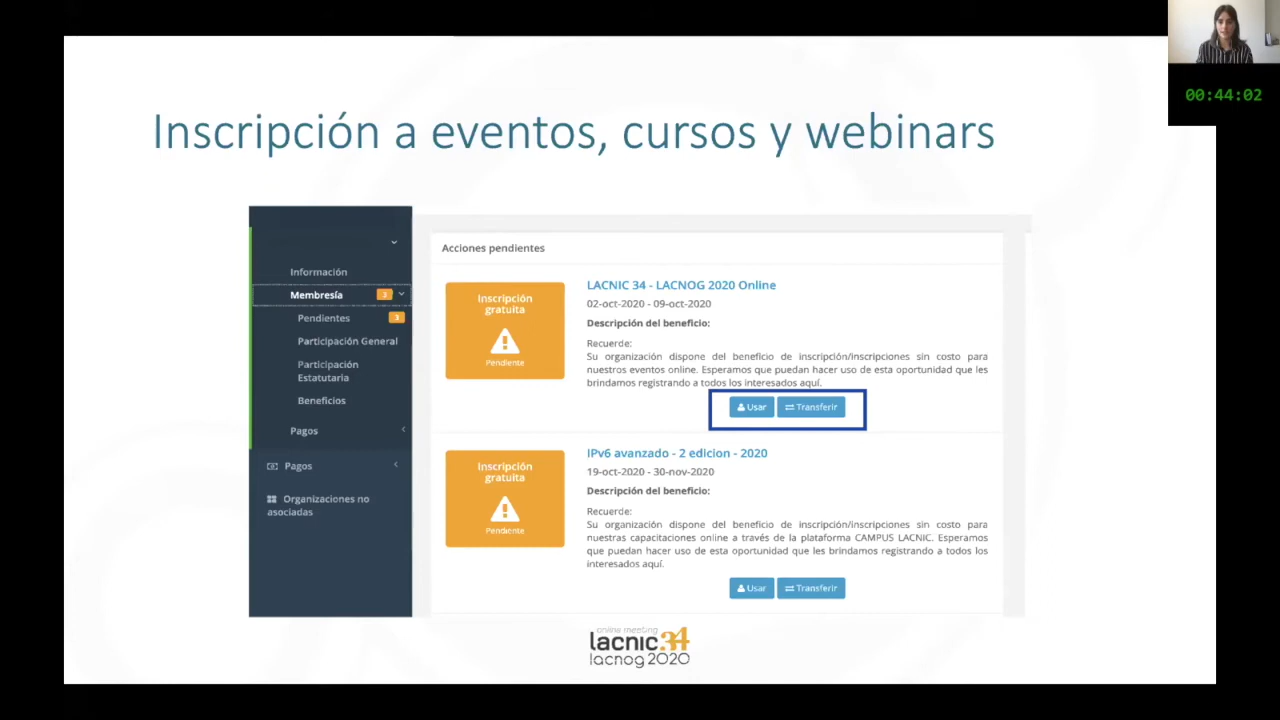 00:44:02
Inscripción a eventos, cursos y webinars
Información
Membresía 3
Pendientes 3
Participación General
Participación
Estatutaria
Beneficios
Pagos
Pagos
Organizaciones no
asociadas
Acciones pendientes
Inscripción
gratuita
Pendiente
LACNIC 34 - LACNOG 2020 Online
02-oct-2020 - 09-oct-2020
Descripción del beneficio:
Recuerde:
Su organización dispone del beneficio de inscripción/inscripciones sin costo para
nuestros eventos online. Esperamos que puedan hacer uso de esta oportunidad que les
brindamos registrando a todos los interesados aquí.
Usar Transferir
Inscripción
gratuita
Pendiente
IPv6 avanzado - 2 edicion - 2020
19-oct-2020 - 30-nov-2020
Descripción del beneficio:
Recuerde:
Su organización dispone del beneficio de inscripción/inscripciones sin costo para
nuestras capacitaciones online a través de la plataforma CAMPUS LACNIC. Esperamos
que puedan hacer uso de esta oportunidad que les brindamos registrando a todos los
interesados aquí.
Usar Transferir
online meeting
lacnic 34
lacnog 2020